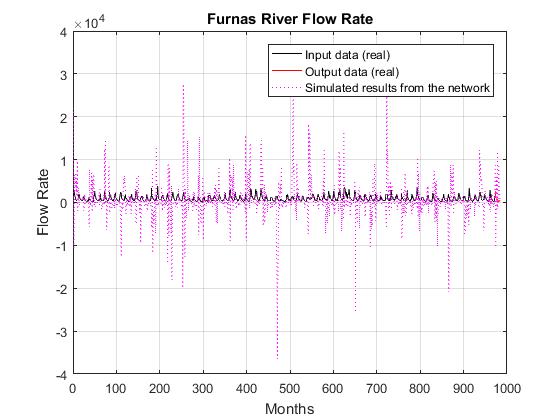 Furnas River Flow Rate
×10⁴
4
3
2
1
0
-1
-2
-3
-4
Flow Rate
Input data (real)
Output data (real)
Simulated results from the network
0 100 200 300 400 500 600 700 800 900 1000
Months